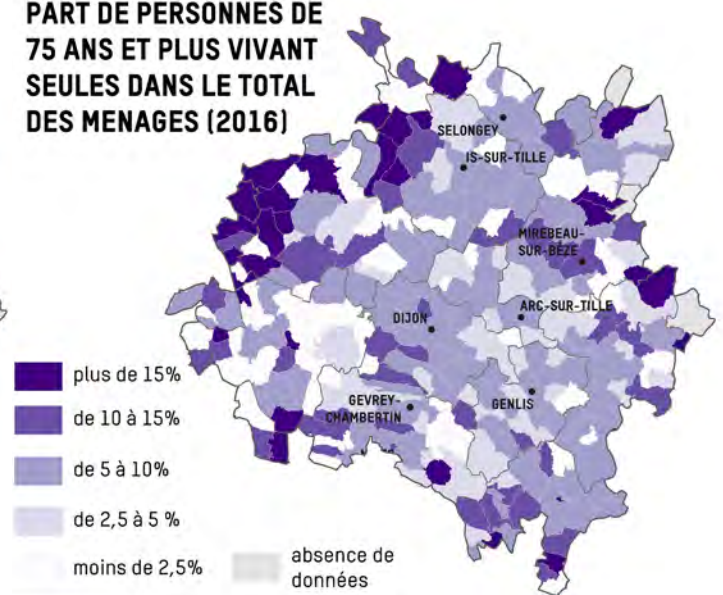 PART DE PERSONNES DE
75 ANS ET PLUS VIVANT
SEULES DANS LE TOTAL
DES MENAGES (2016)
SELONGEY
IS-SUR-TILLE
MIREBEAU-
SUR-BÈZE
DIJON
ARC-SUR-TILLE
GEVREY-
CHAMBERTIN
GENLIS
plus de 15%
de 10 à 15%
de 5 à 10%
de 2,5 à 5 %
moins de 2,5%
absence de
données